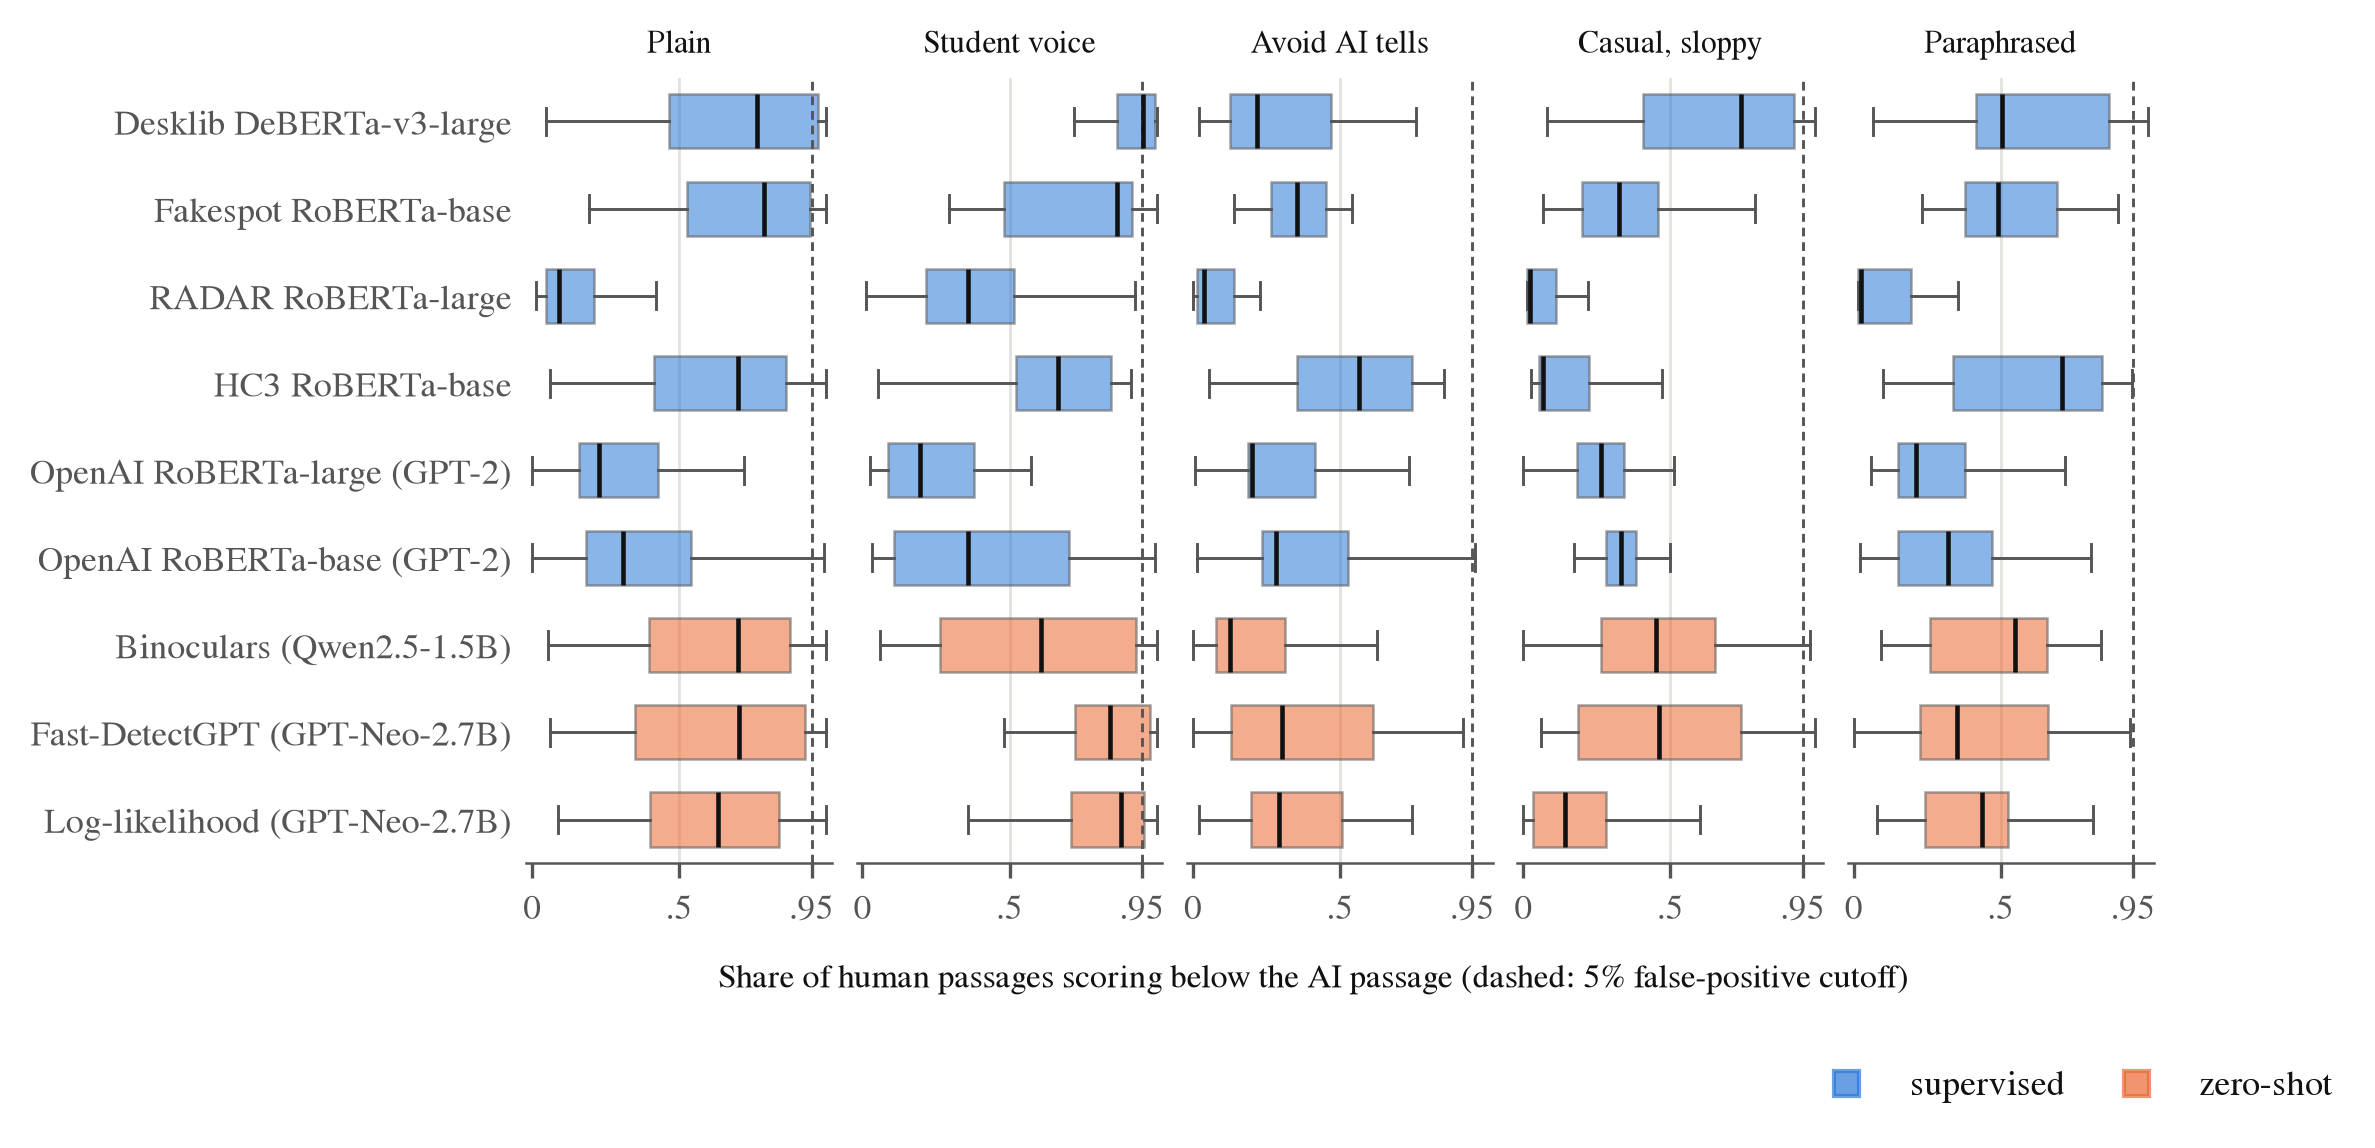 Plain Student voice Avoid AI tells Casual, sloppy Paraphrased
Desklib DeBERTa-v3-large
Fakespot RoBERTa-base
RADAR RoBERTa-large
HC3 RoBERTa-base
OpenAI RoBERTa-large (GPT-2)
OpenAI RoBERTa-base (GPT-2)
Binoculars (Qwen2.5-1.5B)
Fast-DetectGPT (GPT-Neo-2.7B)
Log-likelihood (GPT-Neo-2.7B)
0 .5 .95 0 .5 .95 0 .5 .95 0 .5 .95 0 .5 .95
Share of human passages scoring below the AI passage (dashed: 5% false-positive cutoff)
supervised zero-shot